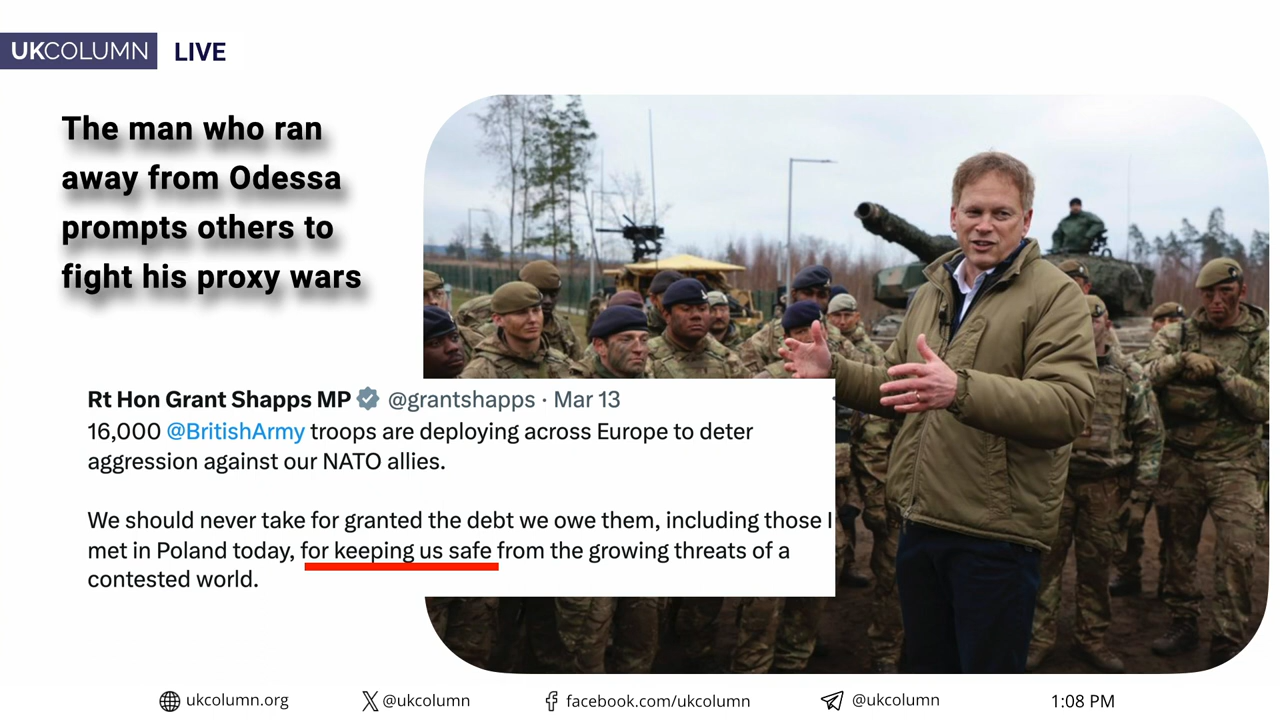 UKCOLUMN LIVE
The man who ran
away from Odessa
prompts others to
fight his proxy wars
Rt Hon Grant Shapps MP @grantshapps · Mar 13
16,000 @BritishArmy troops are deploying across Europe to deter
aggression against our NATO allies.
We should never take for granted the debt we owe them, including those I
met in Poland today, for keeping us safe from the growing threats of a
contested world.
ukcolumn.org @ukcolumn facebook.com/ukcolumn @ukcolumn 1:08 PM